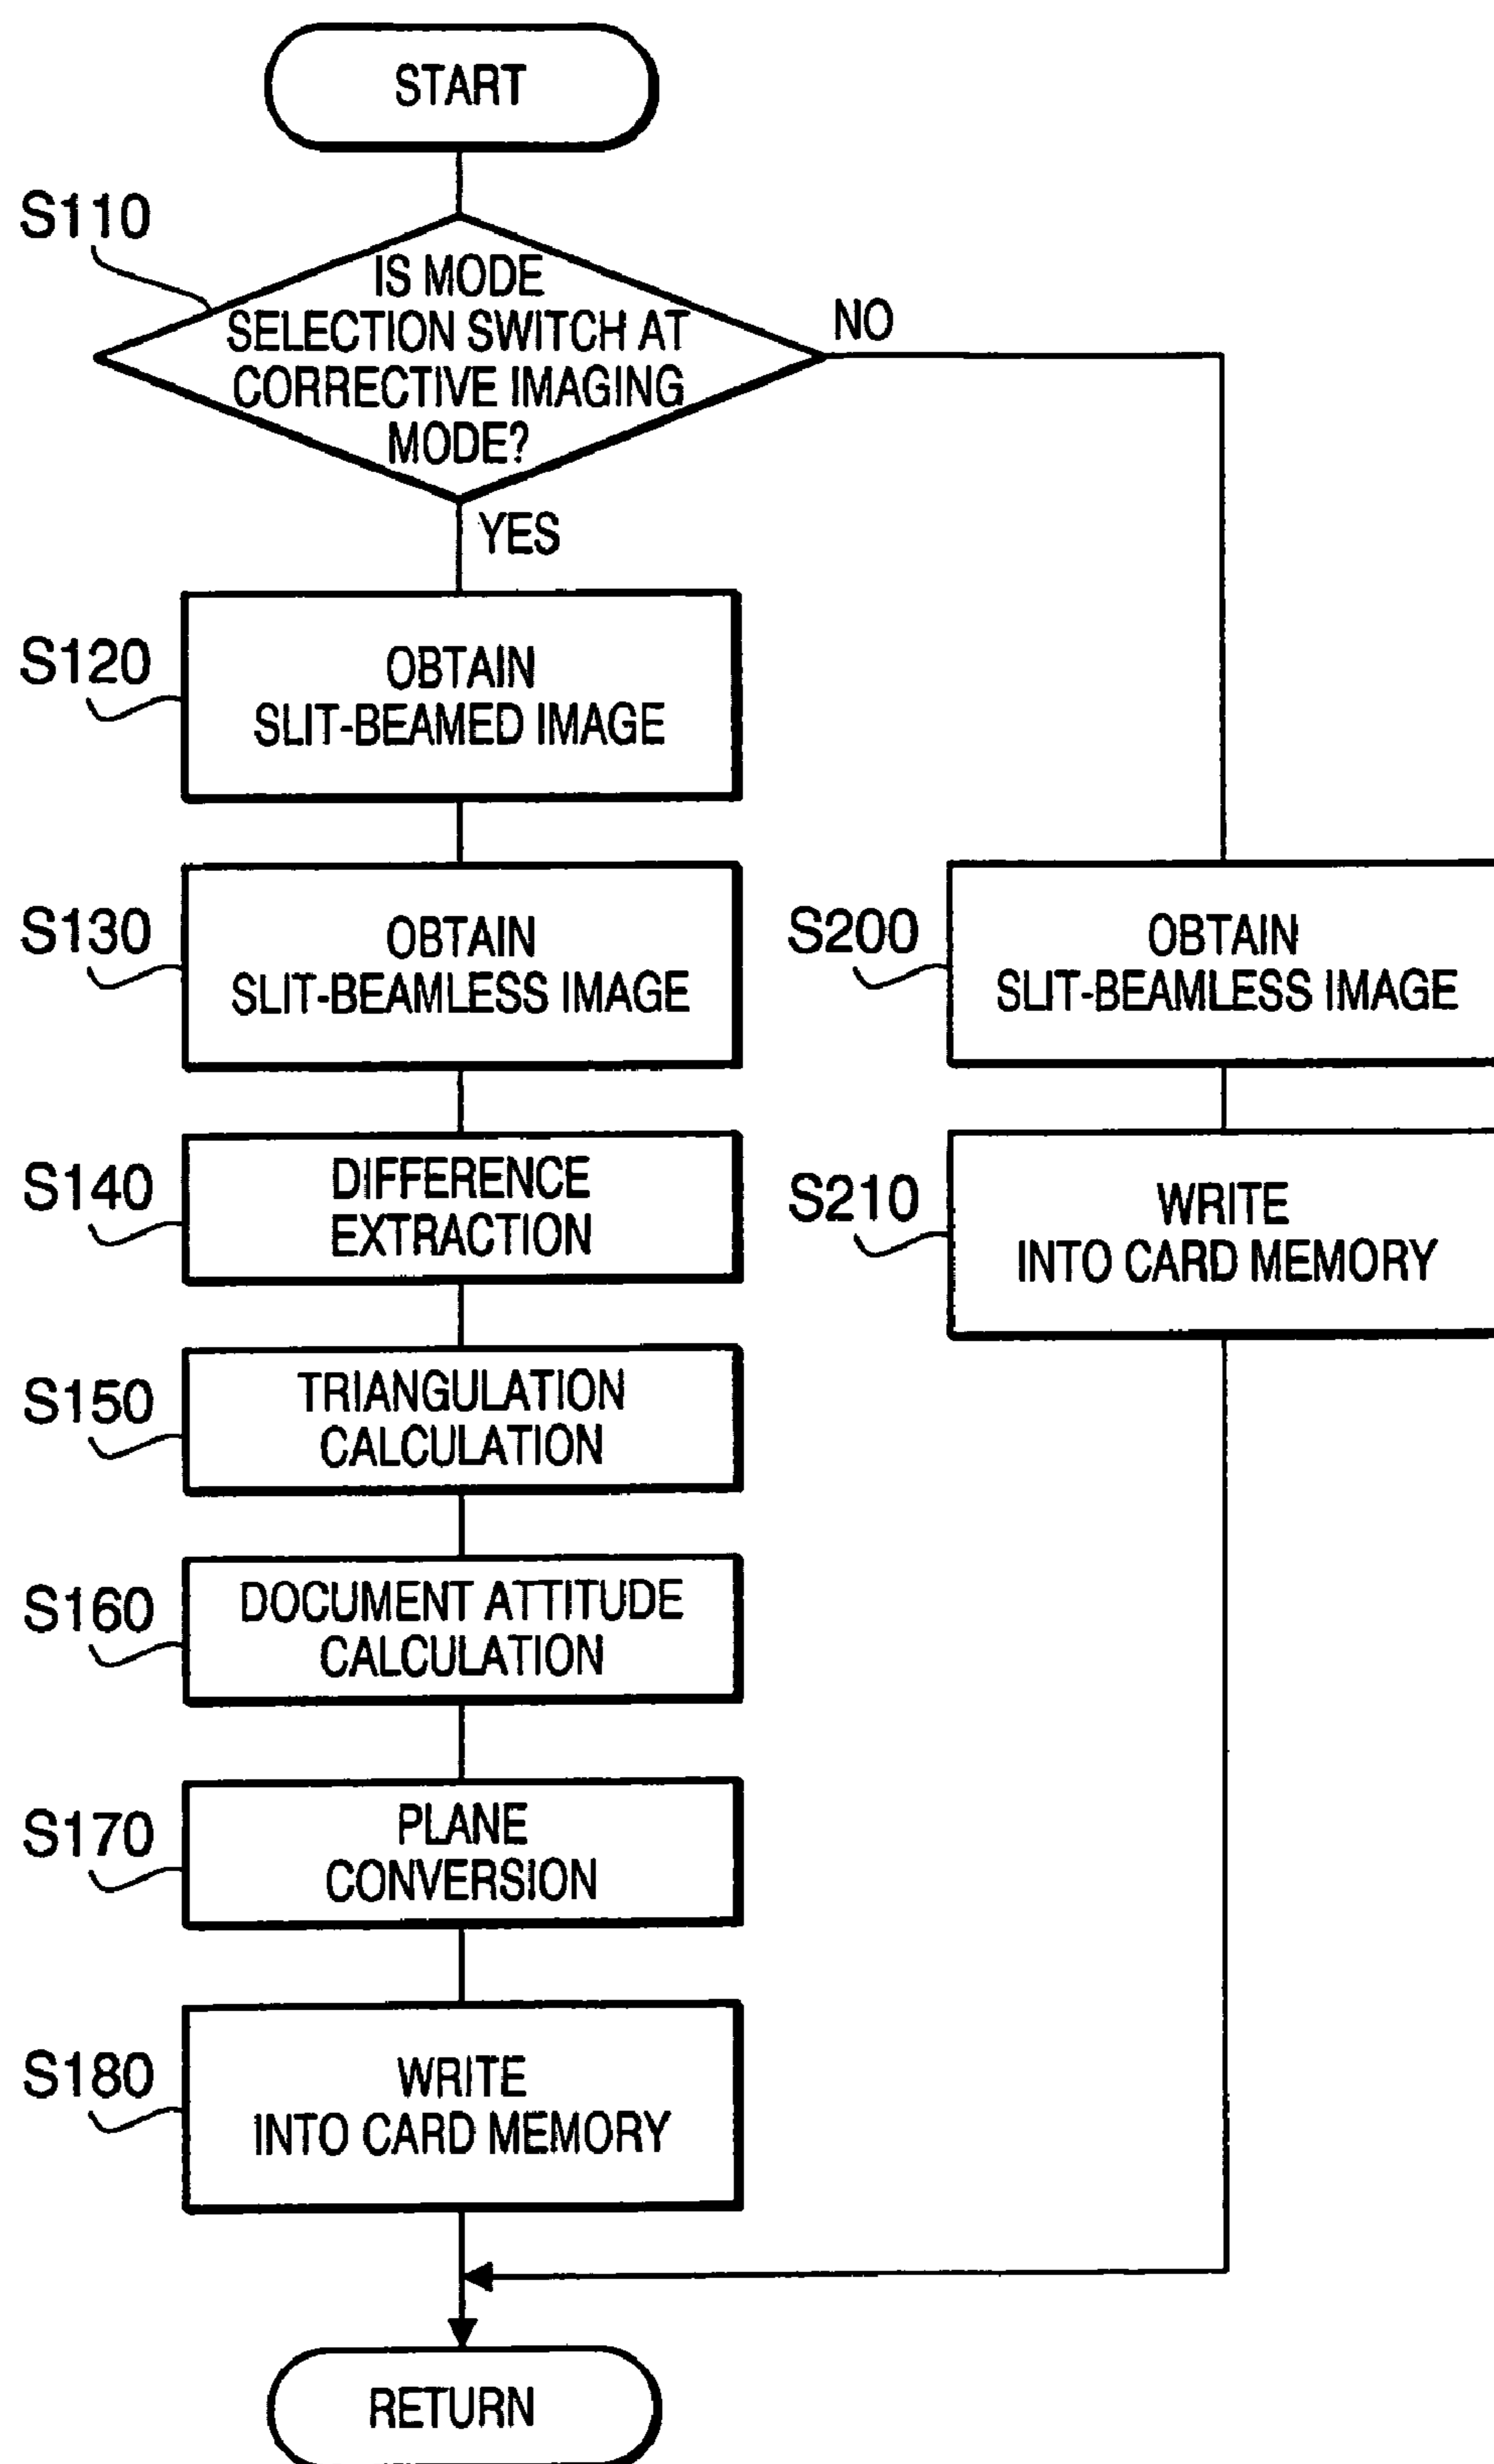 START
S110
IS MODE
SELECTION SWITCH AT
CORRECTIVE IMAGING
MODE?
NO
YES
S120
OBTAIN
SLIT-BEAMED IMAGE
S130
OBTAIN
SLIT-BEAMLESS IMAGE
S200
OBTAIN
SLIT-BEAMLESS IMAGE
S140
DIFFERENCE
EXTRACTION
S210
WRITE
INTO CARD MEMORY
S150
TRIANGULATION
CALCULATION
S160
DOCUMENT ATTITUDE
CALCULATION
S170
PLANE
CONVERSION
S180
WRITE
INTO CARD MEMORY
RETURN